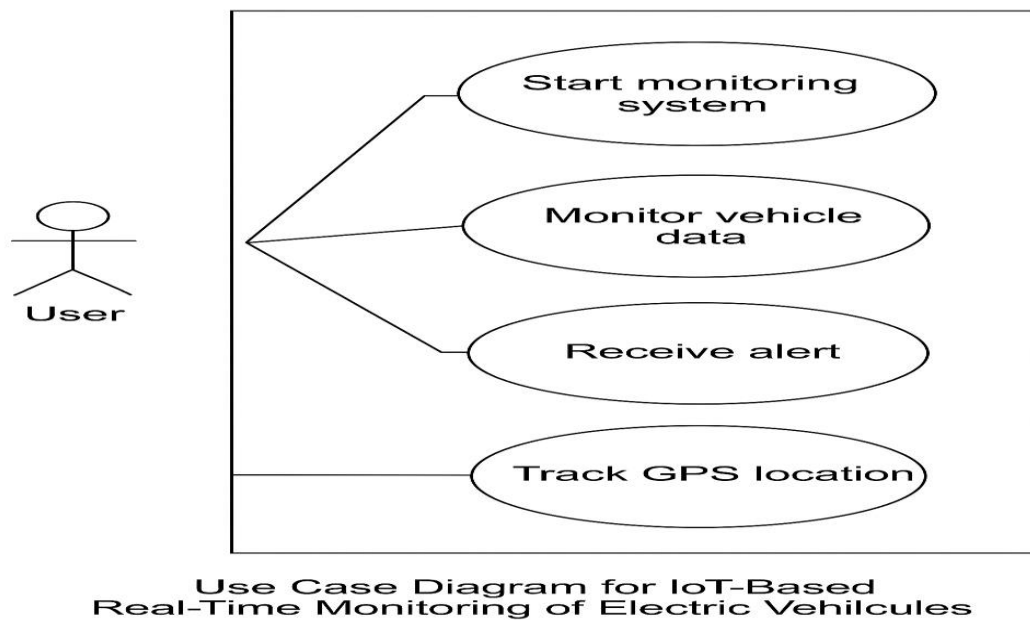 Start monitoring
system
Monitor vehicle
data
User
Receive alert
Track GPS location
Use Case Diagram for IoT-Based
Real-Time Monitoring of Electric Vehilcules